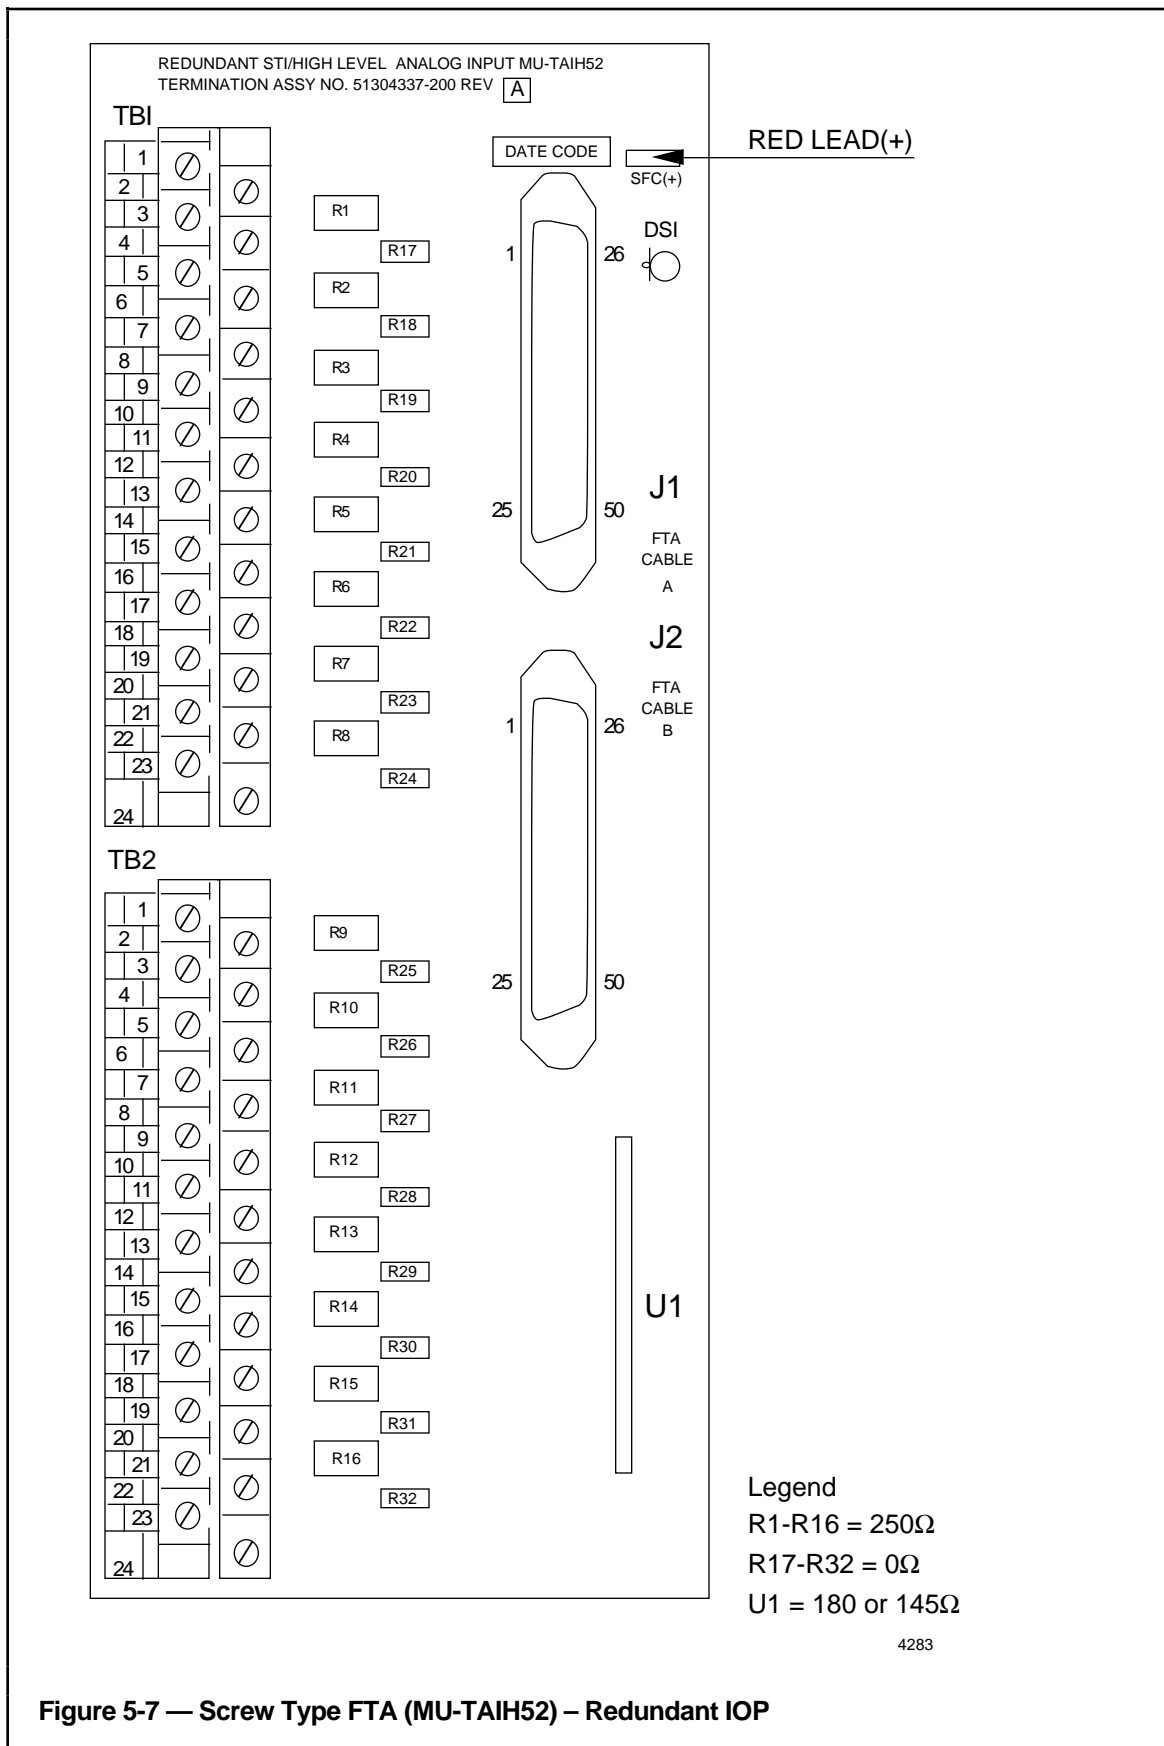 REDUNDANT STI/HIGH LEVEL ANALOG INPUT MU-TAIH52
TERMINATION ASSY NO. 51304337-200 REV A
TBI
1
2
3
4
5
6
7
8
9
10
11
12
13
14
15
16
17
18
19
20
21
22
23
24
R1
R17
R2
R18
R3
R19
R4
R20
R5
R21
R6
R22
R7
R23
R8
R24
DATE CODE
RED LEAD(+)
SFC(+)
DSI
1
26
25
50
J1
FTA
CABLE
A
J2
FTA
CABLE
B
1
26
25
50
TB2
1
2
3
4
5
6
7
8
9
10
11
12
13
14
15
16
17
18
19
20
21
22
23
24
R9
R25
R10
R26
R11
R27
R12
R28
R13
R29
R14
R30
R15
R31
R16
R32
U1
Legend
R1-R16 = 250Ω
R17-R32 = 0Ω
U1 = 180 or 145Ω
4283
Figure 5-7 — Screw Type FTA (MU-TAIH52) – Redundant IOP